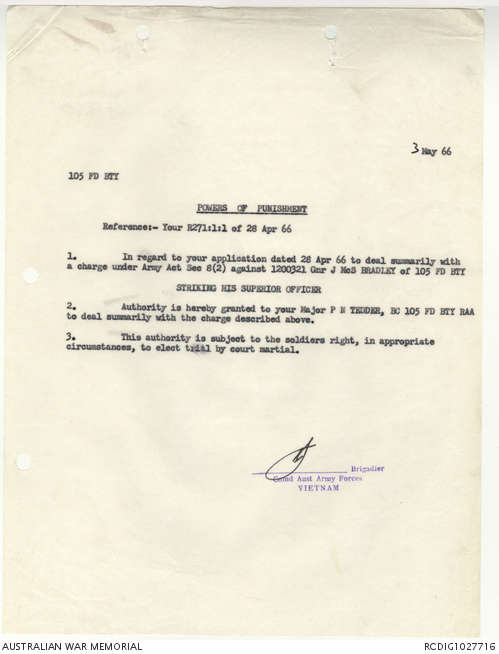 3 May 66
105 FD BTY
POWERS OF PUNISHMENT
Reference:- Your R271:1:1 of 28 Apr 66
1. In regard to your application dated 28 Apr 66 to deal summarily with
a charge under Army Act Sec 8(2) against 1200321 Gnr J McS BRADLEY of 105 FD BTY
STRIKING HIS SUPERIOR OFFICER
2. Authority is hereby granted to your Major P N TEDDER, BC 105 FD BTY RAA
to deal summarily with the charge described above.
3. This authority is subject to the soldiers right, in appropriate
circumstances, to elect trial by court martial.
Brigadier
Comd Aust Army Forces
VIETNAM
AUSTRALIAN WAR MEMORIAL
RCDIG1027716